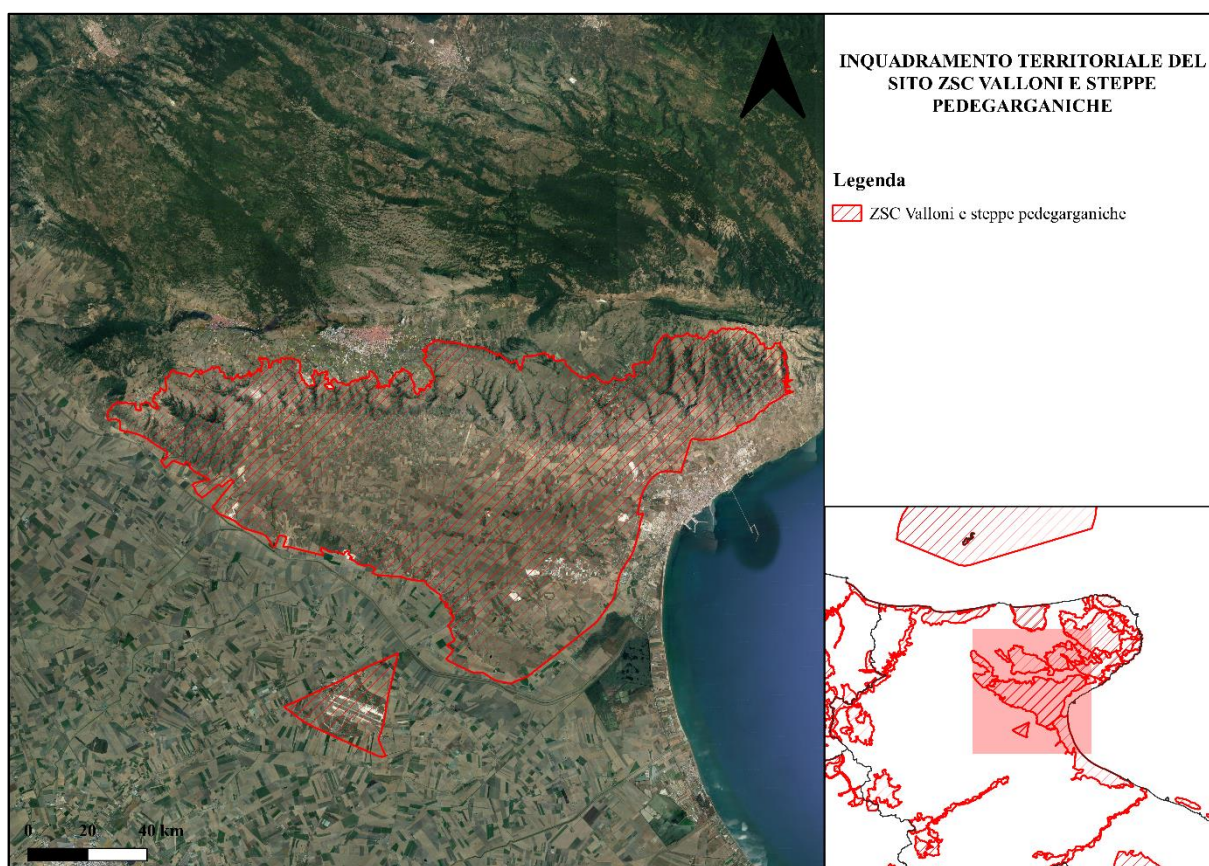 INQUADRAMENTO TERRITORIALE DEL
SITO ZSC VALLONI E STEPPE
PEDEGARGANICHE
Legenda
ZSC Valloni e steppe pedegarganiche
0 20 40 km